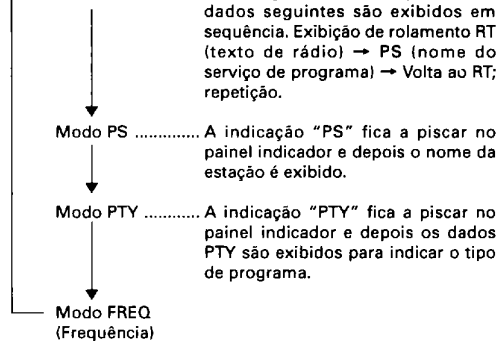 dados seguintes são exibidos em
sequência. Exibição de rolamento RT
(texto de rádio) → PS (nome do
serviço de programa) → Volta ao RT;
repetição.
Modo PS .............. A indicação "PS" fica a piscar no
painel indicador e depois o nome da
estação é exibido.
Modo PTY ............ A indicação "PTY" fica a piscar no
painel indicador e depois os dados
PTY são exibidos para indicar o tipo
de programa.
Modo FREQ
(Frequência)